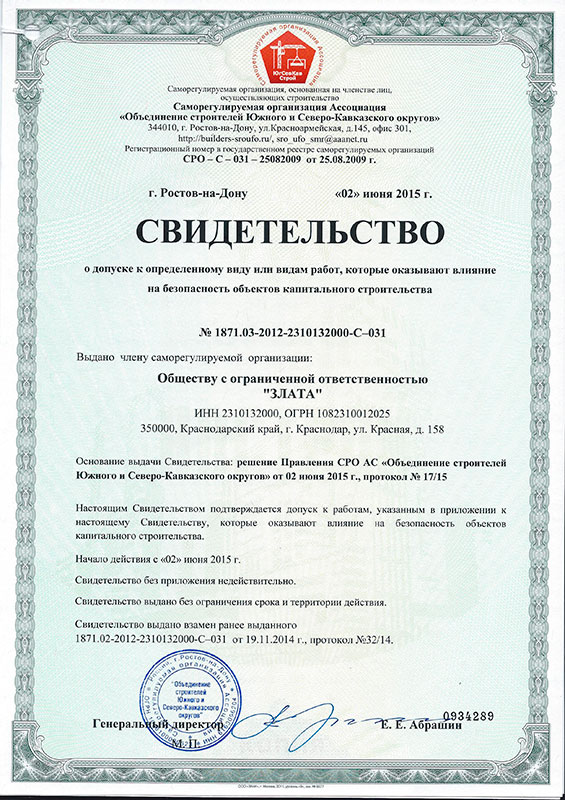 Саморегулируемая организация Ассоциация
ЮгСевКав
Строй
Саморегулируемая организация, основанная на членстве лиц,
осуществляющих строительство
Саморегулируемая организация Ассоциация
«Объединение строителей Южного и Северо-Кавказского округов»
344010, г. Ростов-на-Дону, ул.Красноармейская, д.145, офис 301,
http://builders-sroufo.ru/, sro_ufo_smr@aaanet.ru
Регистрационный номер в государственном реестре саморегулируемых организаций
СРО – С – 031 – 25082009 от 25.08.2009 г.
г. Ростов-на-Дону «02» июня 2015 г.
СВИДЕТЕЛЬСТВО
о допуске к определенному виду или видам работ, которые оказывают влияние
на безопасность объектов капитального строительства
№ 1871.03-2012-2310132000-С–031
Выдано члену саморегулируемой организации:
Обществу с ограниченной ответственностью
"ЗЛАТА"
ИНН 2310132000, ОГРН 1082310012025
350000, Краснодарский край, г. Краснодар, ул. Красная, д. 158
Основание выдачи Свидетельства: решение Правления СРО АС «Объединение строителей
Южного и Северо-Кавказского округов» от 02 июня 2015 г., протокол № 17/15
Настоящим Свидетельством подтверждается допуск к работам, указанным в приложении к
настоящему Свидетельству, которые оказывают влияние на безопасность объектов
капитального строительства.
Начало действия с «02» июня 2015 г.
Свидетельство без приложения недействительно.
Свидетельство выдано без ограничения срока и территории действия.
Свидетельство выдано взамен ранее выданного
1871.02-2012-2310132000-С–031 от 19.11.2014 г., протокол №32/14.
"Объединение
строителей
Южного и
Северо-Кавказского
округов"
0934289
Генеральный директор Е. Е. Абрашин
М.П.